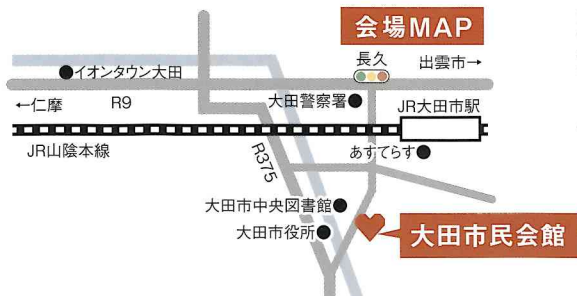 会場MAP
長久
出雲市→
イオンタウン大田
←仁摩
R9
大田警察署
JR大田市駅
JR山陰本線
R375
あすてらす
大田市中央図書館
大田市役所
大田市民会館